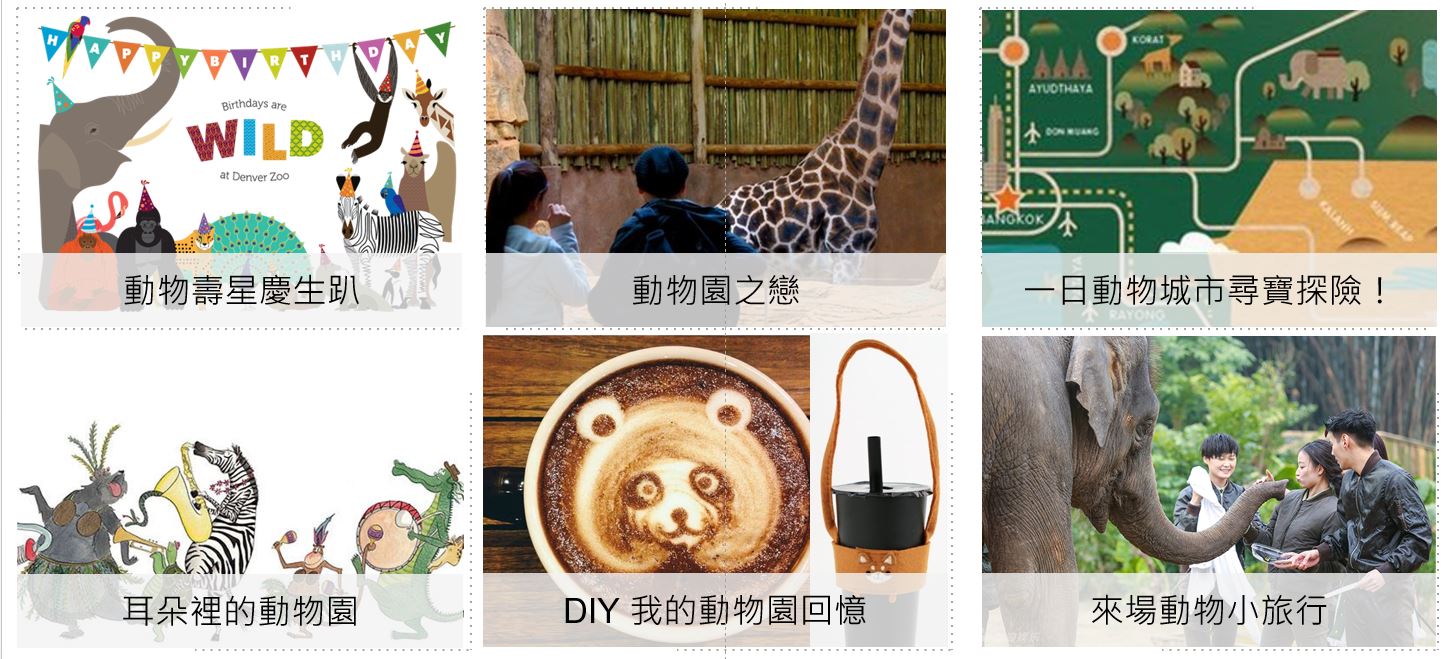 HAPPY BIRTHDAY
Birthdays are
WILD
at Denver Zoo
動物壽星慶生趴
動物園之戀
KORAT
AYUDTHAYA
DON MUANG
BANGKOK
KALANH
SIEM REAP
RAYONG
一日動物城市尋寶探險！
耳朵裡的動物園
DIY 我的動物園回憶
來場動物小旅行